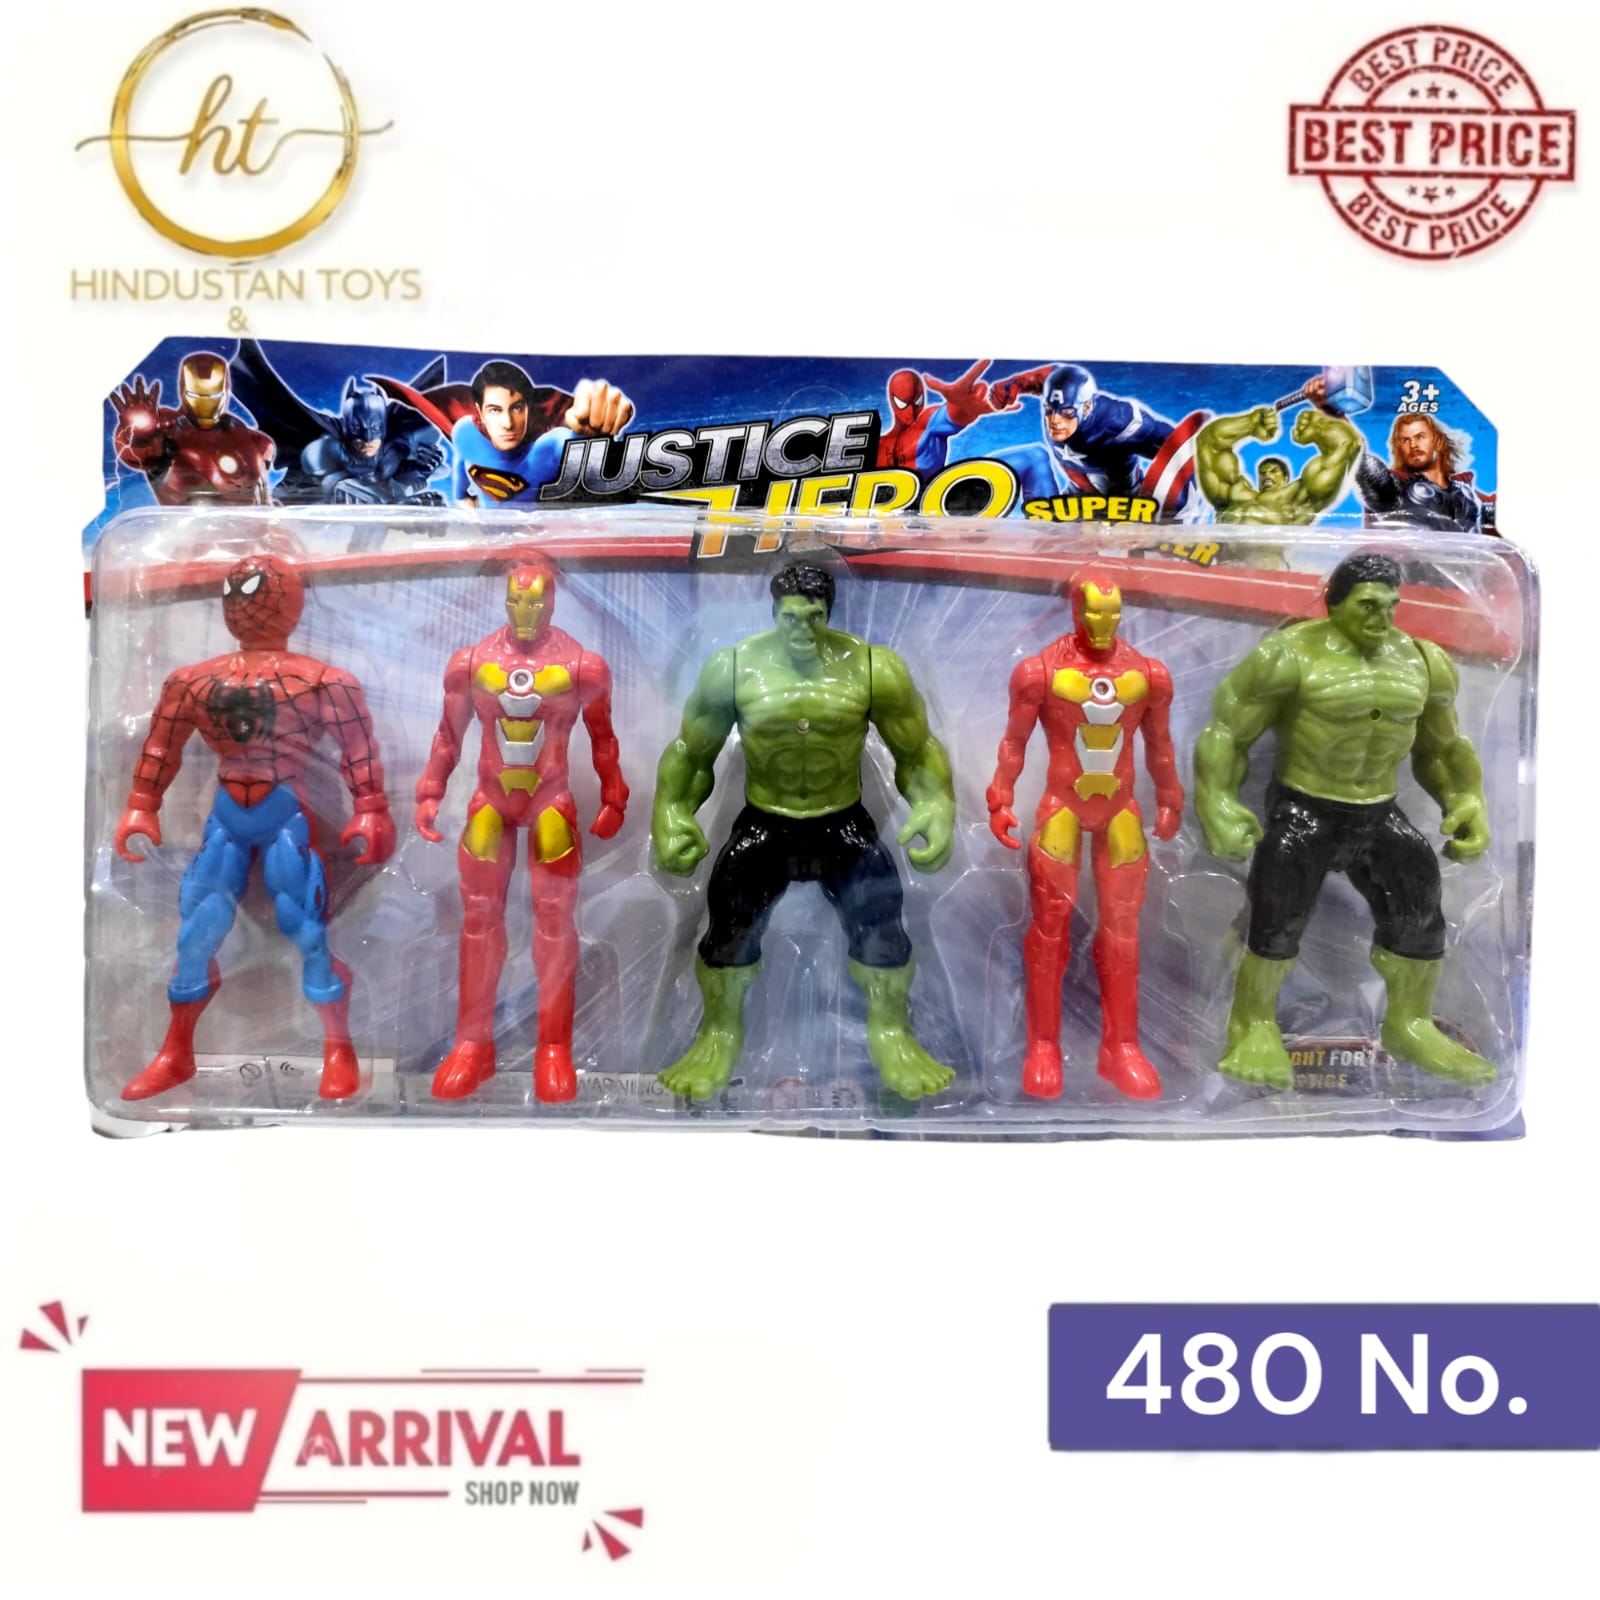 ht
HINDUSTAN TOYS
&
BEST PRICE
BEST PRICE
BEST PRICE
3+
AGES
A
JUSTICE
HERO
SUPER
WARNING
FOR
NEW ARRIVAL
SHOP NOW
480 No.